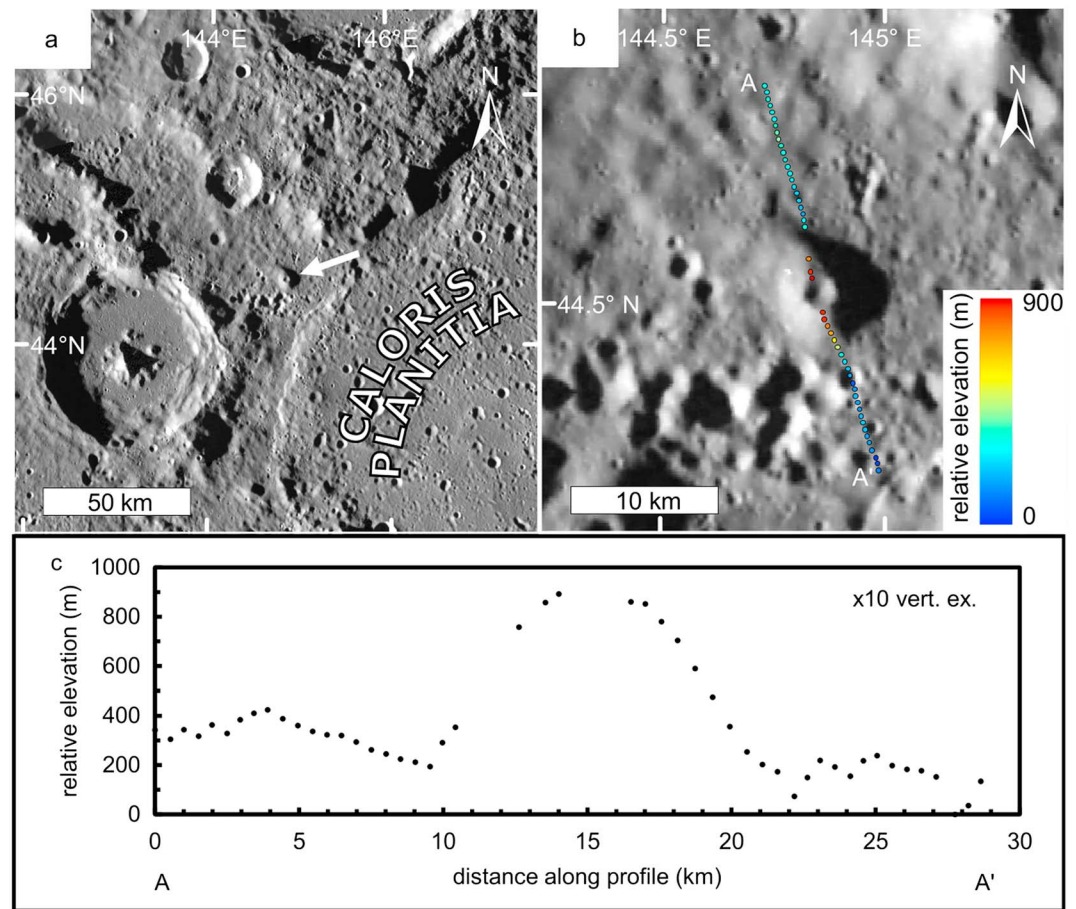 a
144°E
146°E
N
46°N
44°N
CALORIS
PLANITIA
50 km
b
144.5° E
145° E
N
A
44.5° N
A'
10 km
relative elevation (m)
900
0
c
relative elevation (m)
1000
800
600
400
200
0
x10 vert. ex.
0
5
10
15
20
25
30
A
distance along profile (km)
A'